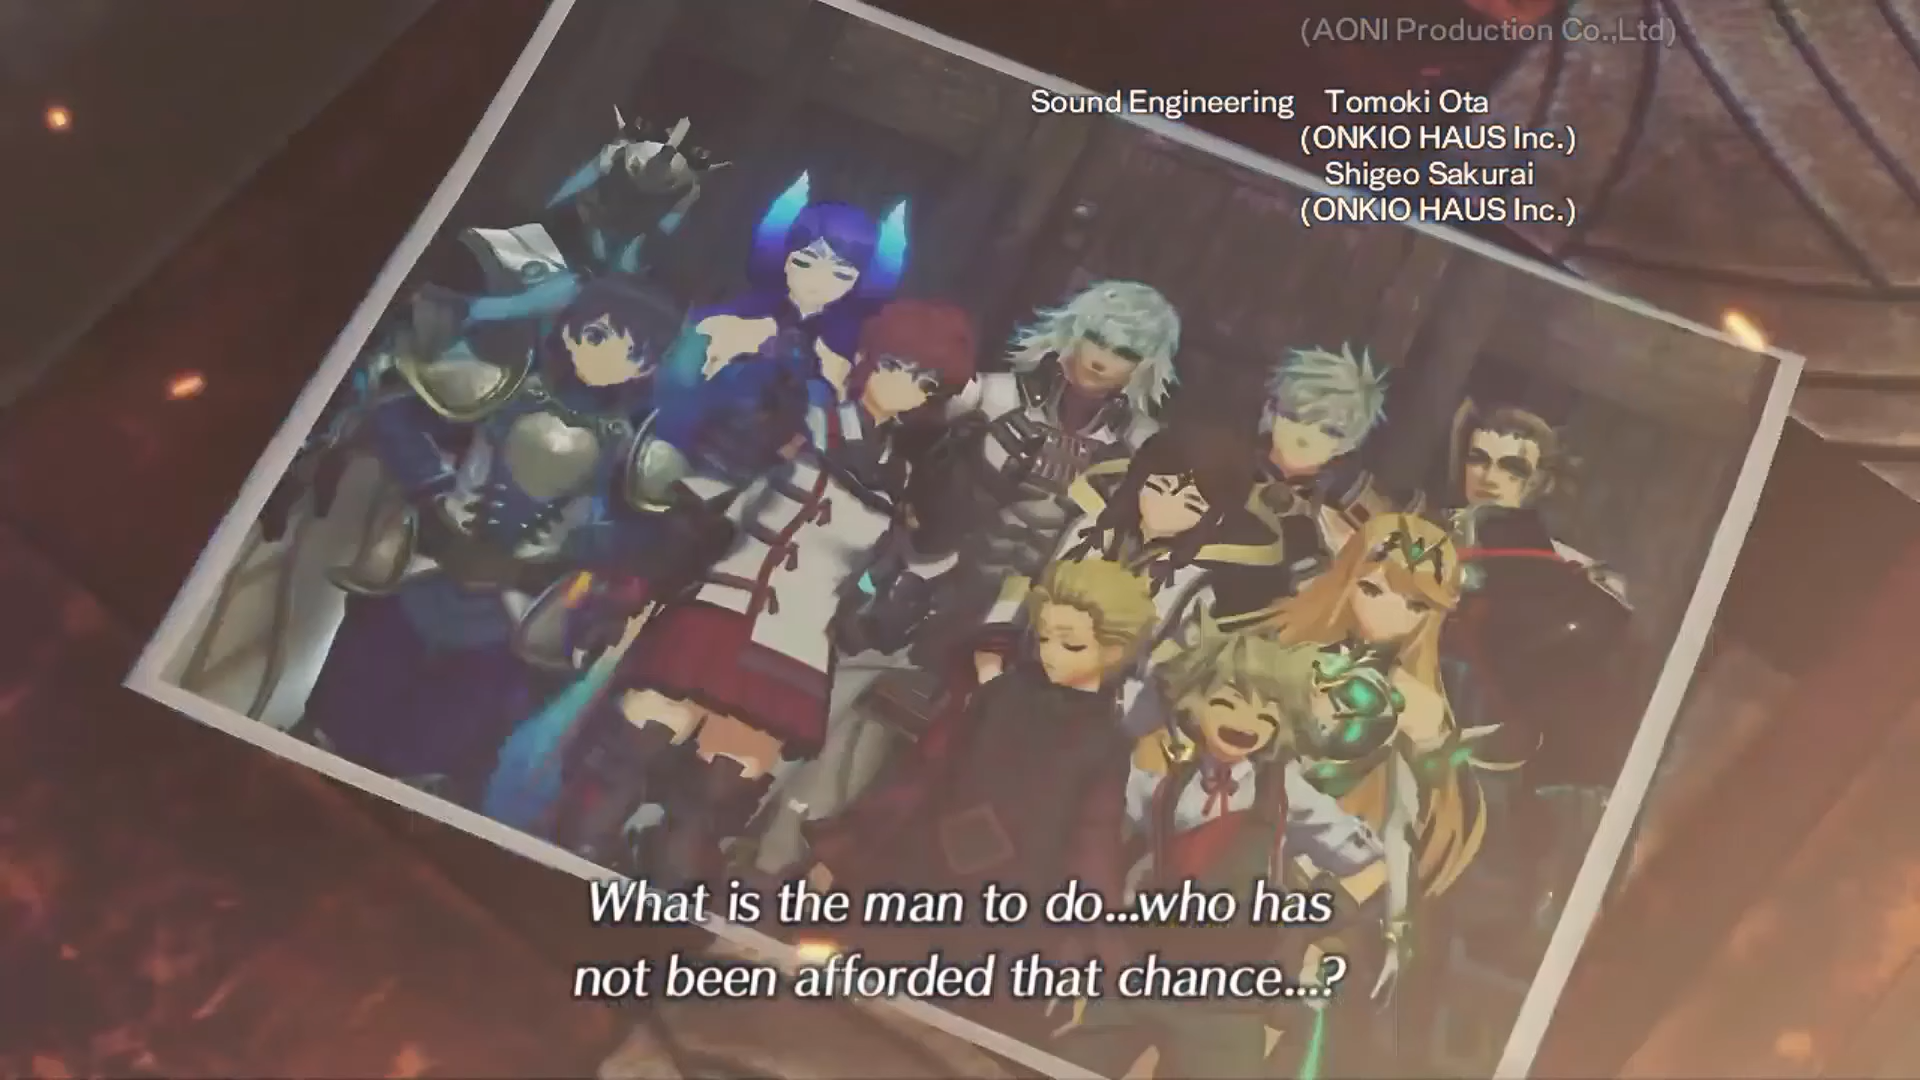 (AONI Production Co.,Ltd)
Sound Engineering Tomoki Ota
(ONKIO HAUS Inc.)
Shigeo Sakurai
(ONKIO HAUS Inc.)
What is the man to do...who has
not been afforded that chance...?